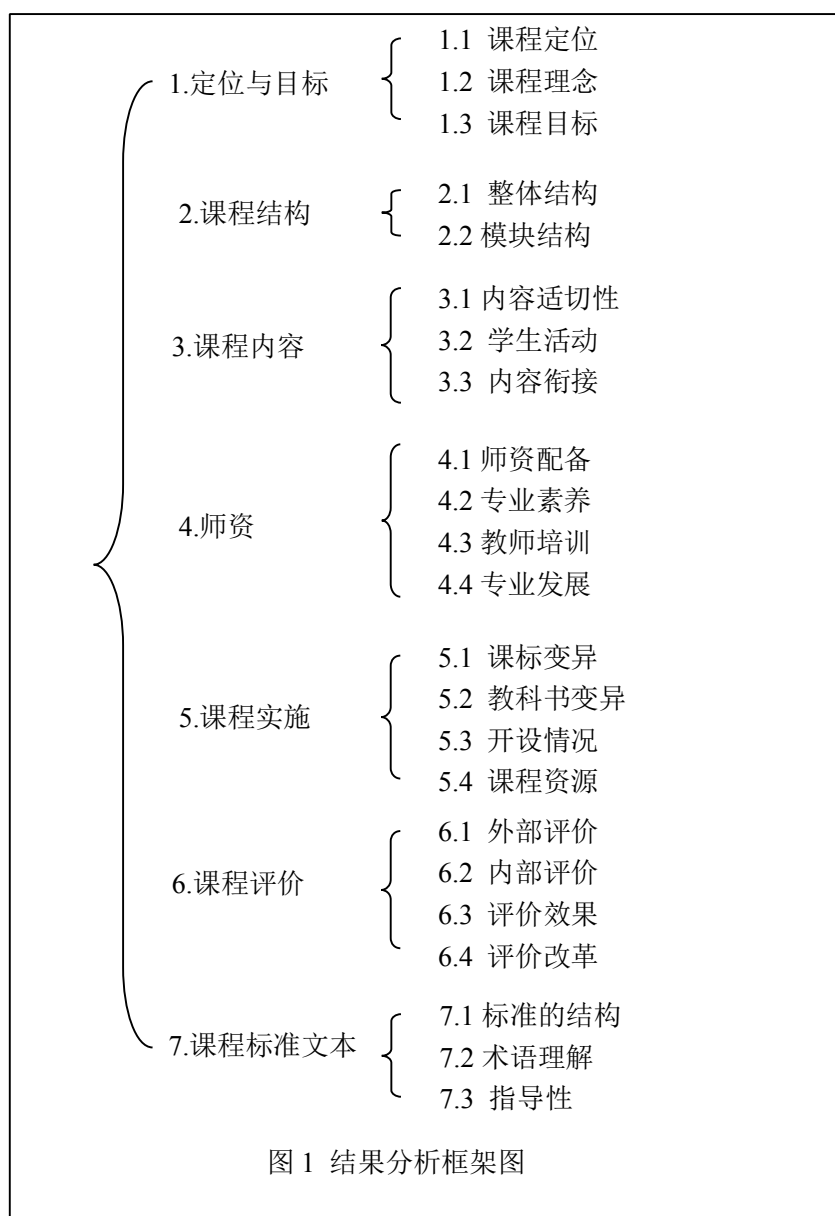 1.定位与目标
1.1 课程定位
1.2 课程理念
1.3 课程目标
2.课程结构
2.1 整体结构
2.2 模块结构
3.课程内容
3.1 内容适切性
3.2 学生活动
3.3 内容衔接
4.师资
4.1 师资配备
4.2 专业素养
4.3 教师培训
4.4 专业发展
5.课程实施
5.1 课标变异
5.2 教科书变异
5.3 开设情况
5.4 课程资源
6.课程评价
6.1 外部评价
6.2 内部评价
6.3 评价效果
6.4 评价改革
7.课程标准文本
7.1 标准的结构
7.2 术语理解
7.3 指导性
图 1 结果分析框架图